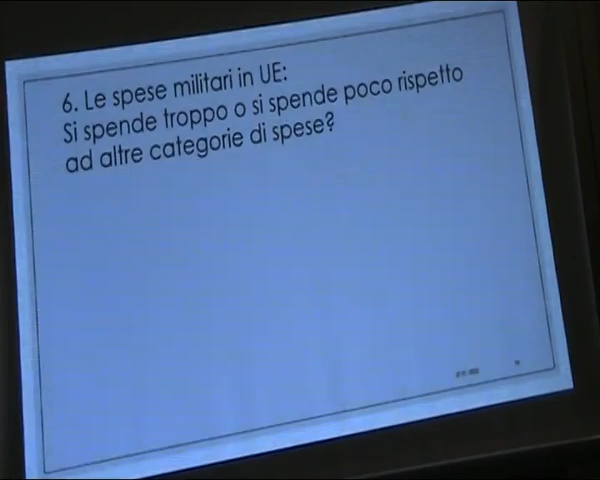 6. Le spese militari in UE:
Si spende troppo o si spende poco rispetto
ad altre categorie di spese?